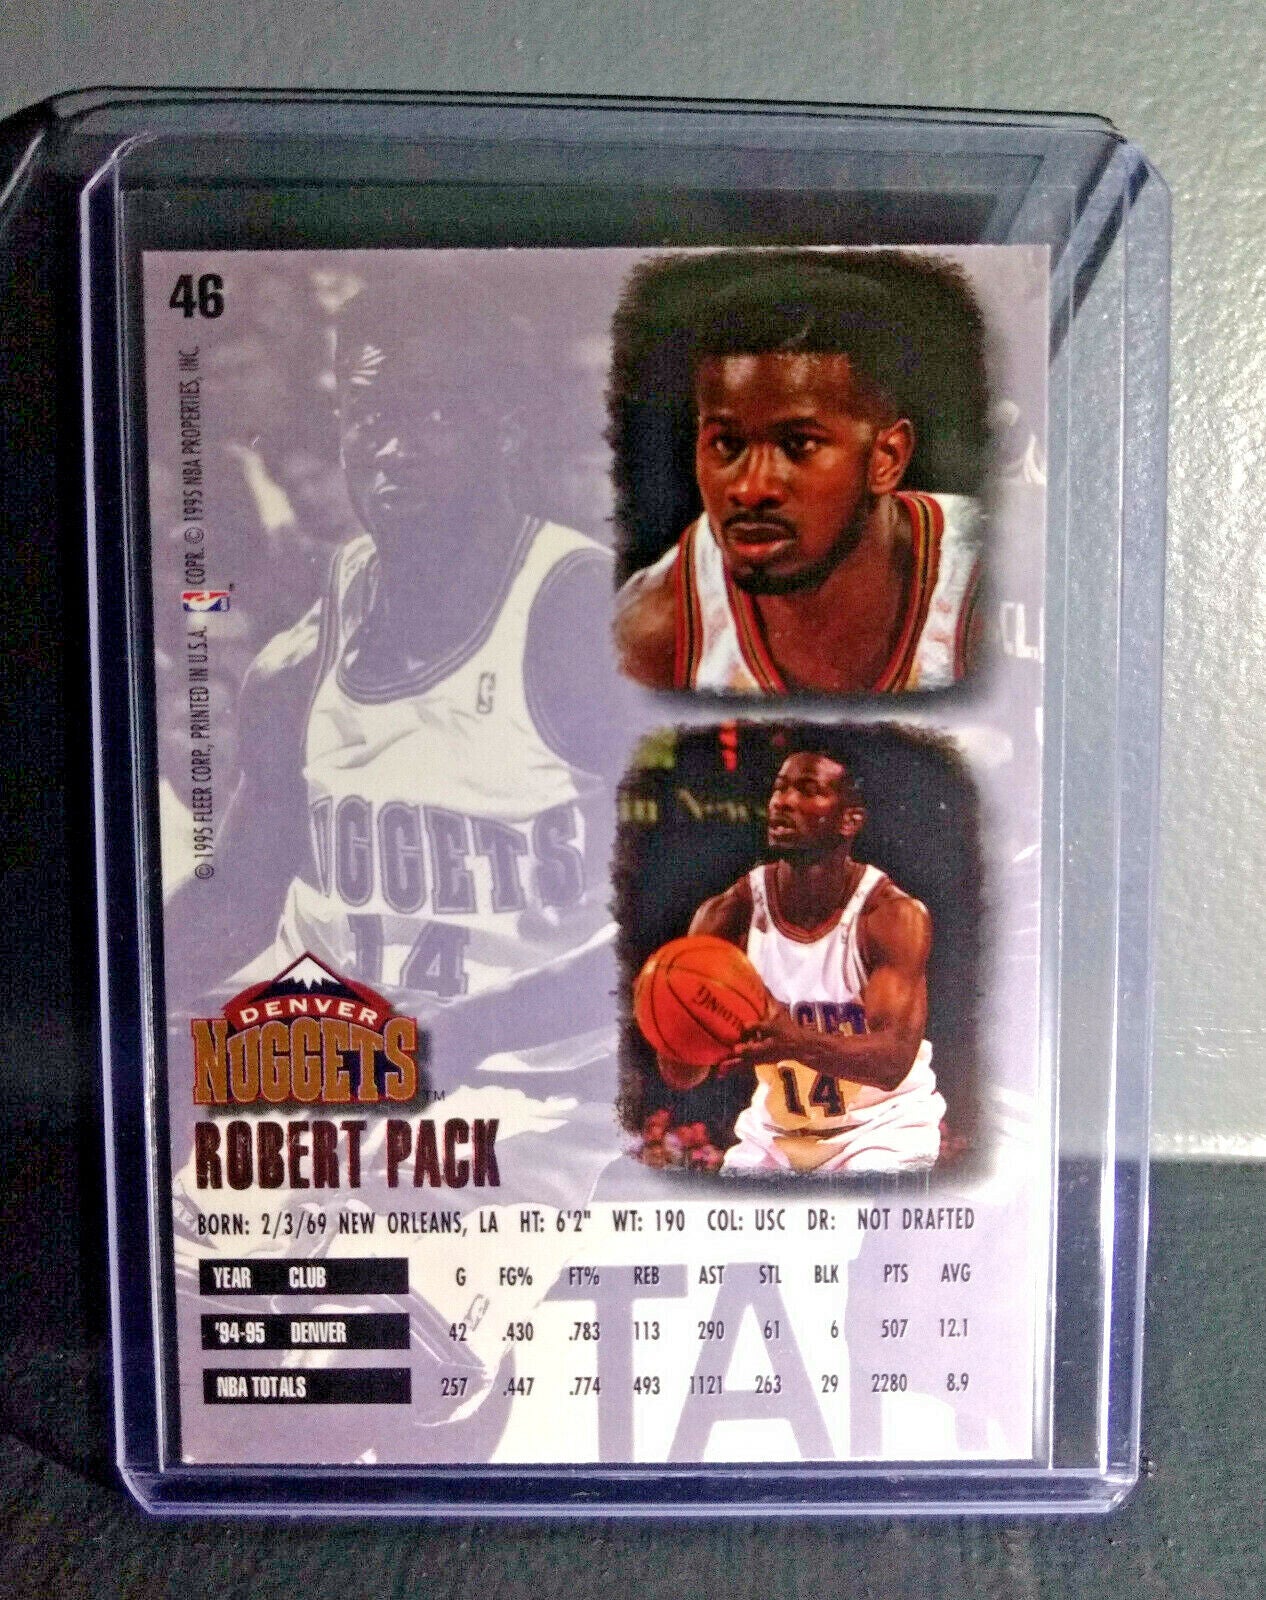 46
© 1995 FLEER CORP., PRINTED IN U.S.A. COPR. © 1995 NBA PROPERTIES, INC.
NUGGETS
14
DENVER
NUGGETS
TM
14
ROBERT PACK
BORN: 2/3/69 NEW ORLEANS, LA HT: 6'2" WT: 190 COL: USC DR: NOT DRAFTED
YEAR CLUB G FG% FT% REB AST STL BLK PTS AVG
'94-95 DENVER 42 .430 .783 113 290 61 6 507 12.1
NBA TOTALS 257 .447 .774 493 1121 263 29 2280 8.9